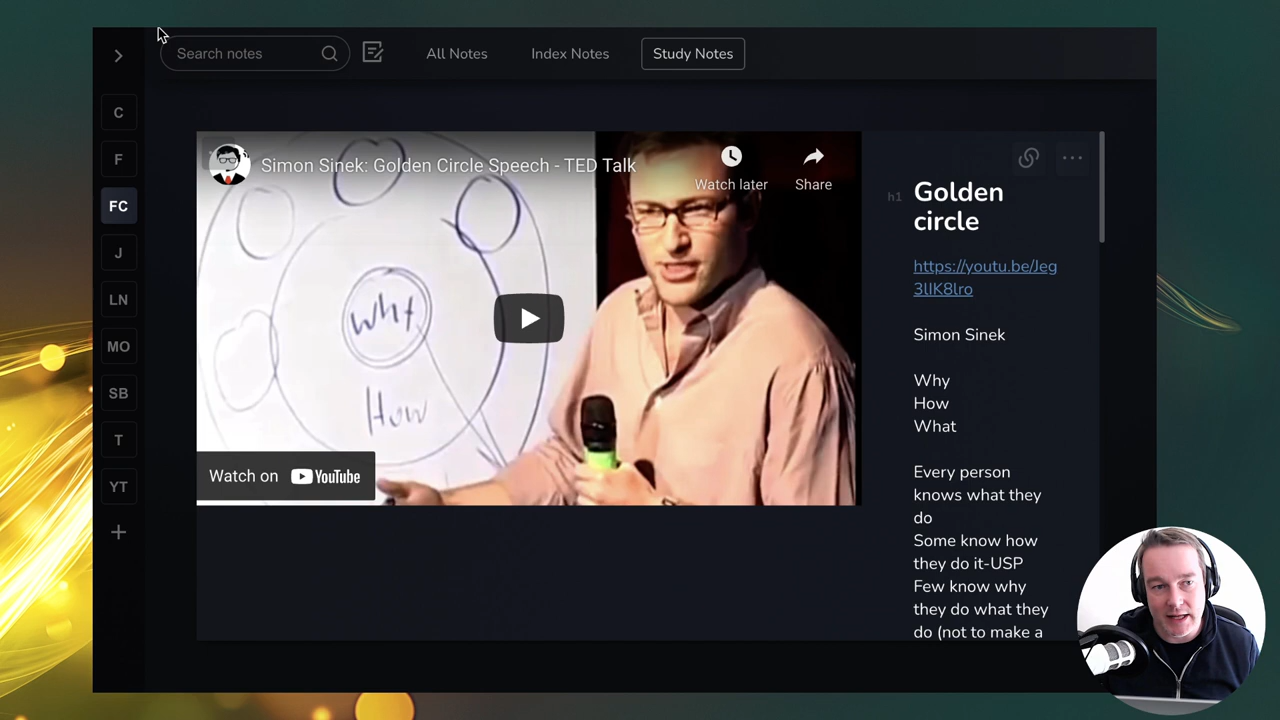 Search notes
All Notes
Index Notes
Study Notes
C
F
FC
J
LN
MO
SB
T
YT
Simon Sinek: Golden Circle Speech - TED Talk
Watch later
Share
How
Watch on YouTube
h1
Golden
circle
https://youtu.be/Jeg
3lIK8lro
Simon Sinek
Why
How
What
Every person
knows what they
do
Some know how
they do it-USP
Few know why
they do what they
do (not to make a